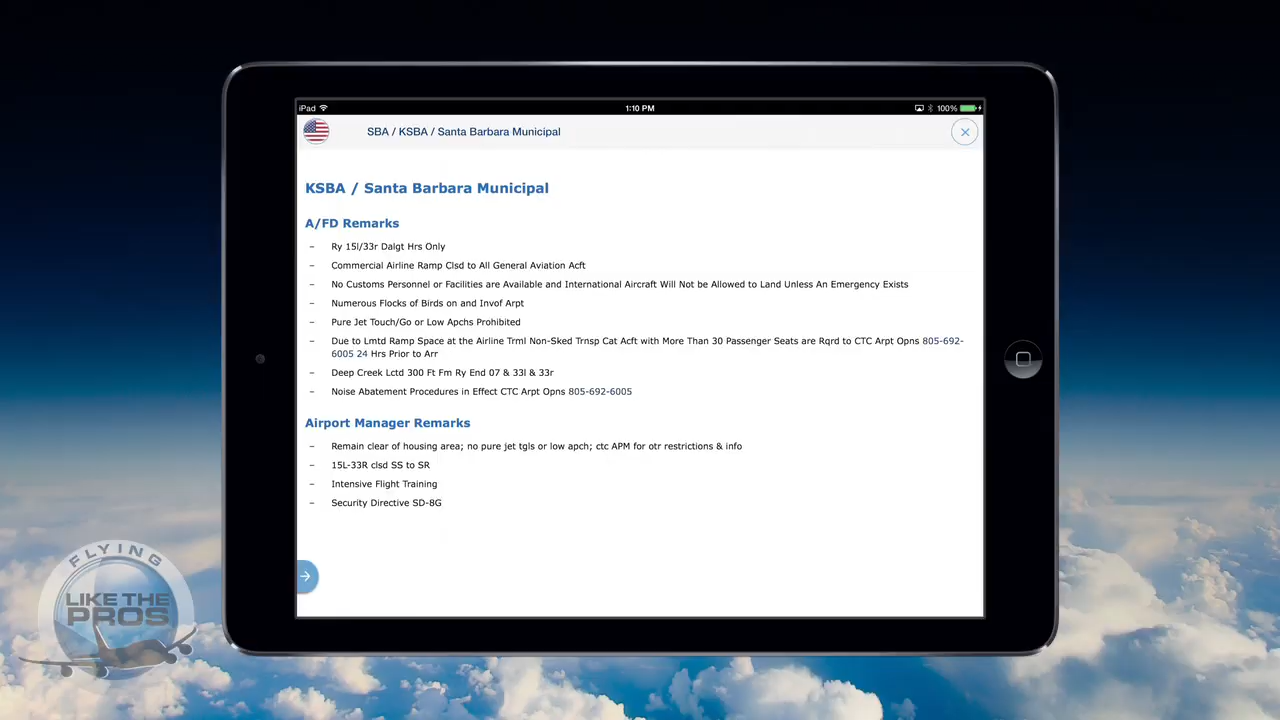 iPad 1:10 PM 100%
SBA / KSBA / Santa Barbara Municipal
KSBA / Santa Barbara Municipal
A/FD Remarks
– Ry 15l/33r Dalgt Hrs Only
– Commercial Airline Ramp Clsd to All General Aviation Acft
– No Customs Personnel or Facilities are Available and International Aircraft Will Not be Allowed to Land Unless An Emergency Exists
– Numerous Flocks of Birds on and Invof Arpt
– Pure Jet Touch/Go or Low Apchs Prohibited
– Due to Lmtd Ramp Space at the Airline Trml Non-Sked Trnsp Cat Acft with More Than 30 Passenger Seats are Rqrd to CTC Arpt Opns 805-692-
6005 24 Hrs Prior to Arr
– Deep Creek Lctd 300 Ft Fm Ry End 07 & 33l & 33r
– Noise Abatement Procedures in Effect CTC Arpt Opns 805-692-6005
Airport Manager Remarks
– Remain clear of housing area; no pure jet tgls or low apch; ctc APM for otr restrictions & info
– 15L-33R clsd SS to SR
– Intensive Flight Training
– Security Directive SD-8G
FLYING
LIKE THE
PROS